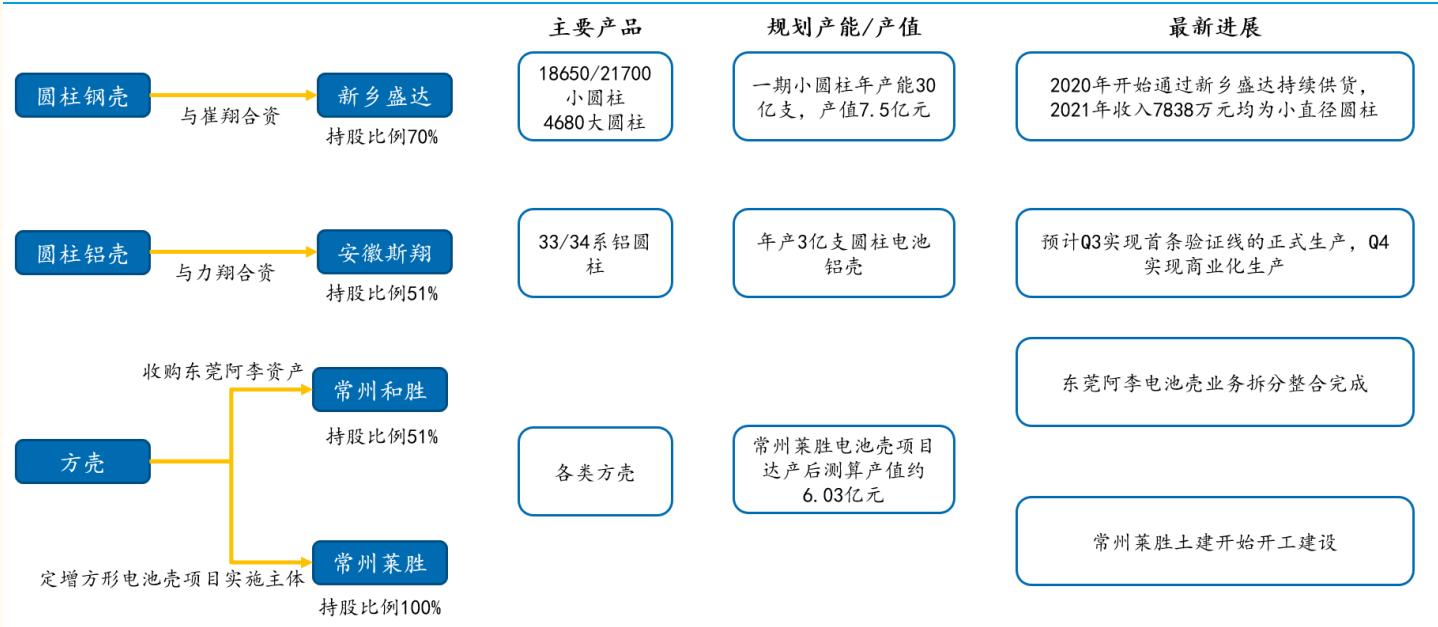 主要产品
规划产能/产值
最新进展
圆柱钢壳
与崔翔合资
新乡盛达
持股比例70%
18650/21700
小圆柱
4680大圆柱
一期小圆柱年产能30
亿支，产值7.5亿元
2020年开始通过新乡盛达持续供货，
2021年收入7838万元均为小直径圆柱
圆柱铝壳
与力翔合资
安徽斯翔
持股比例51%
33/34系铝圆
柱
年产3亿支圆柱电池
铝壳
预计Q3实现首条验证线的正式生产，Q4
实现商业化生产
方壳
收购东莞阿李资产
常州和胜
持股比例51%
定增方形电池壳项目实施主体
常州莱胜
持股比例100%
各类方壳
常州莱胜电池壳项目
达产后测算产值约
6.03亿元
东莞阿李电池壳业务拆分整合完成
常州莱胜土建开始开工建设